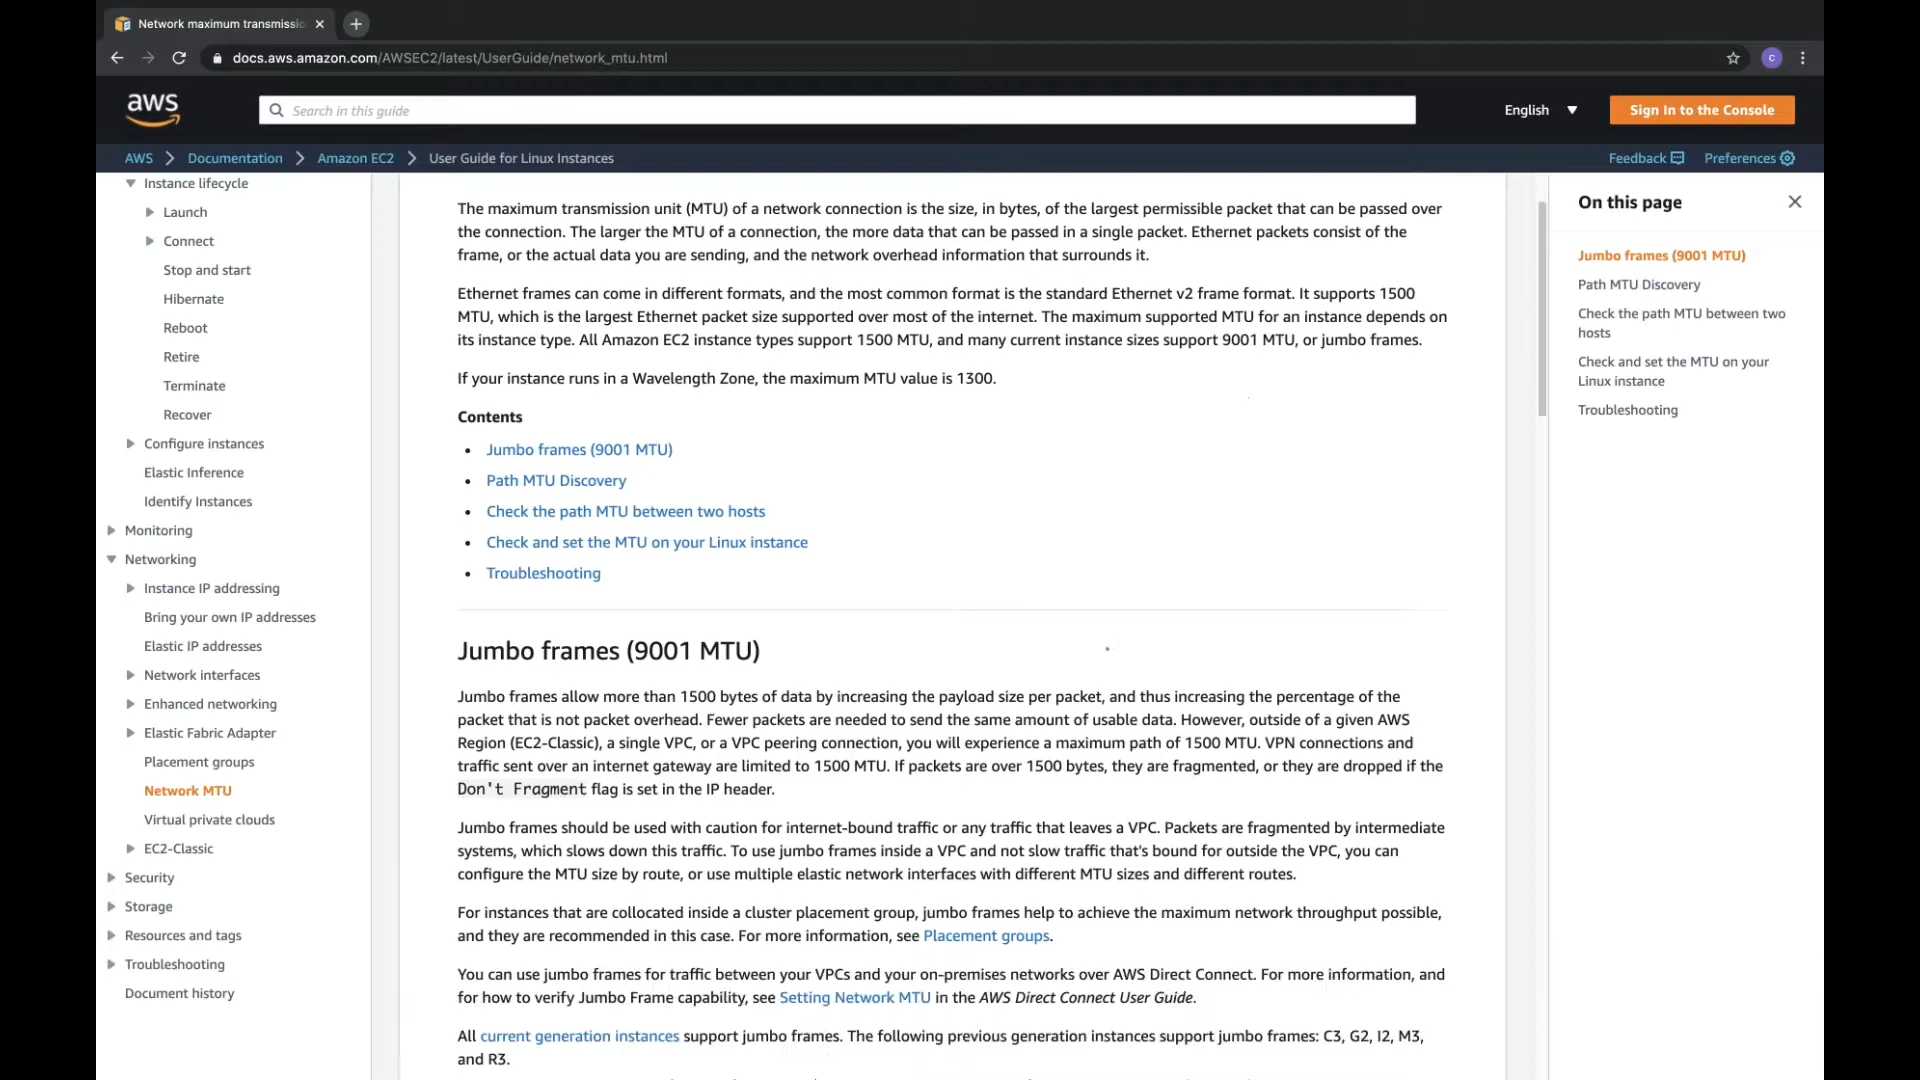 Network maximum transmissio
docs.aws.amazon.com/AWSEC2/latest/UserGuide/network_mtu.html
C
aws
Search in this guide
English
Sign In to the Console
AWS
Documentation
Amazon EC2
User Guide for Linux Instances
Feedback
Preferences
Instance lifecycle
Launch
Connect
Stop and start
Hibernate
Reboot
Retire
Terminate
Recover
Configure instances
Elastic Inference
Identify Instances
Monitoring
Networking
Instance IP addressing
Bring your own IP addresses
Elastic IP addresses
Network interfaces
Enhanced networking
Elastic Fabric Adapter
Placement groups
Network MTU
Virtual private clouds
EC2-Classic
Security
Storage
Resources and tags
Troubleshooting
Document history
The maximum transmission unit (MTU) of a network connection is the size, in bytes, of the largest permissible packet that can be passed over
the connection. The larger the MTU of a connection, the more data that can be passed in a single packet. Ethernet packets consist of the
frame, or the actual data you are sending, and the network overhead information that surrounds it.
Ethernet frames can come in different formats, and the most common format is the standard Ethernet v2 frame format. It supports 1500
MTU, which is the largest Ethernet packet size supported over most of the internet. The maximum supported MTU for an instance depends on
its instance type. All Amazon EC2 instance types support 1500 MTU, and many current instance sizes support 9001 MTU, or jumbo frames.
If your instance runs in a Wavelength Zone, the maximum MTU value is 1300.
Contents
• Jumbo frames (9001 MTU)
• Path MTU Discovery
• Check the path MTU between two hosts
• Check and set the MTU on your Linux instance
• Troubleshooting
Jumbo frames (9001 MTU)
Jumbo frames allow more than 1500 bytes of data by increasing the payload size per packet, and thus increasing the percentage of the
packet that is not packet overhead. Fewer packets are needed to send the same amount of usable data. However, outside of a given AWS
Region (EC2-Classic), a single VPC, or a VPC peering connection, you will experience a maximum path of 1500 MTU. VPN connections and
traffic sent over an internet gateway are limited to 1500 MTU. If packets are over 1500 bytes, they are fragmented, or they are dropped if the
Don't Fragment flag is set in the IP header.
Jumbo frames should be used with caution for internet-bound traffic or any traffic that leaves a VPC. Packets are fragmented by intermediate
systems, which slows down this traffic. To use jumbo frames inside a VPC and not slow traffic that's bound for outside the VPC, you can
configure the MTU size by route, or use multiple elastic network interfaces with different MTU sizes and different routes.
For instances that are collocated inside a cluster placement group, jumbo frames help to achieve the maximum network throughput possible,
and they are recommended in this case. For more information, see Placement groups.
You can use jumbo frames for traffic between your VPCs and your on-premises networks over AWS Direct Connect. For more information, and
for how to verify Jumbo Frame capability, see Setting Network MTU in the AWS Direct Connect User Guide.
All current generation instances support jumbo frames. The following previous generation instances support jumbo frames: C3, G2, I2, M3,
and R3.
On this page
Jumbo frames (9001 MTU)
Path MTU Discovery
Check the path MTU between two
hosts
Check and set the MTU on your
Linux instance
Troubleshooting